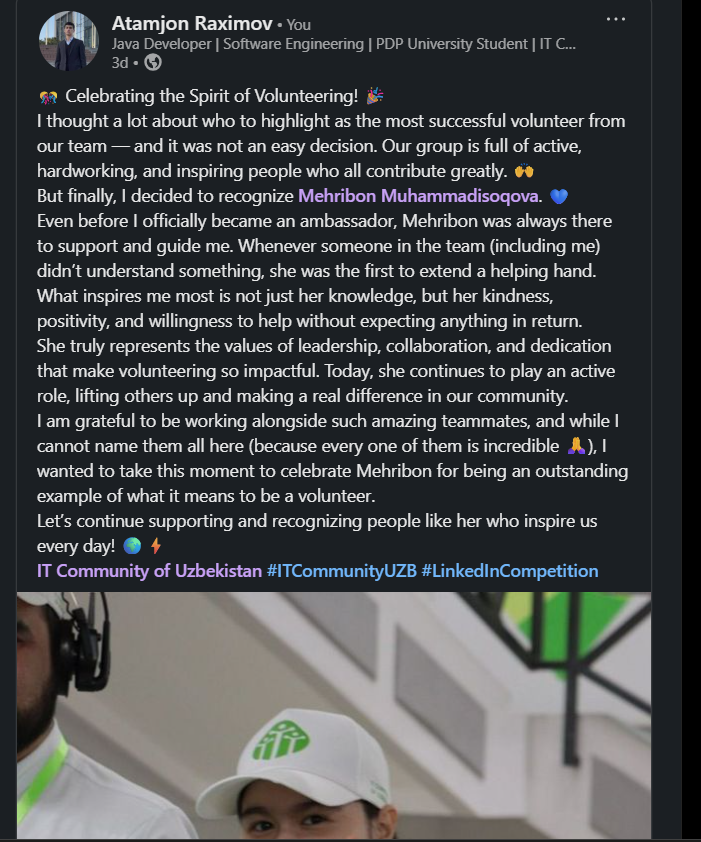 Atamjon Raximov • You
Java Developer | Software Engineering | PDP University Student | IT C...
3d •
🎊 Celebrating the Spirit of Volunteering! 🎉
I thought a lot about who to highlight as the most successful volunteer from
our team — and it was not an easy decision. Our group is full of active,
hardworking, and inspiring people who all contribute greatly. 🙌
But finally, I decided to recognize Mehribon Muhammadisoqova. 💙
Even before I officially became an ambassador, Mehribon was always there
to support and guide me. Whenever someone in the team (including me)
didn’t understand something, she was the first to extend a helping hand.
What inspires me most is not just her knowledge, but her kindness,
positivity, and willingness to help without expecting anything in return.
She truly represents the values of leadership, collaboration, and dedication
that make volunteering so impactful. Today, she continues to play an active
role, lifting others up and making a real difference in our community.
I am grateful to be working alongside such amazing teammates, and while I
cannot name them all here (because every one of them is incredible 🙏), I
wanted to take this moment to celebrate Mehribon for being an outstanding
example of what it means to be a volunteer.
Let’s continue supporting and recognizing people like her who inspire us
every day! 🌍⚡
IT Community of Uzbekistan #ITCommunityUZB #LinkedInCompetition